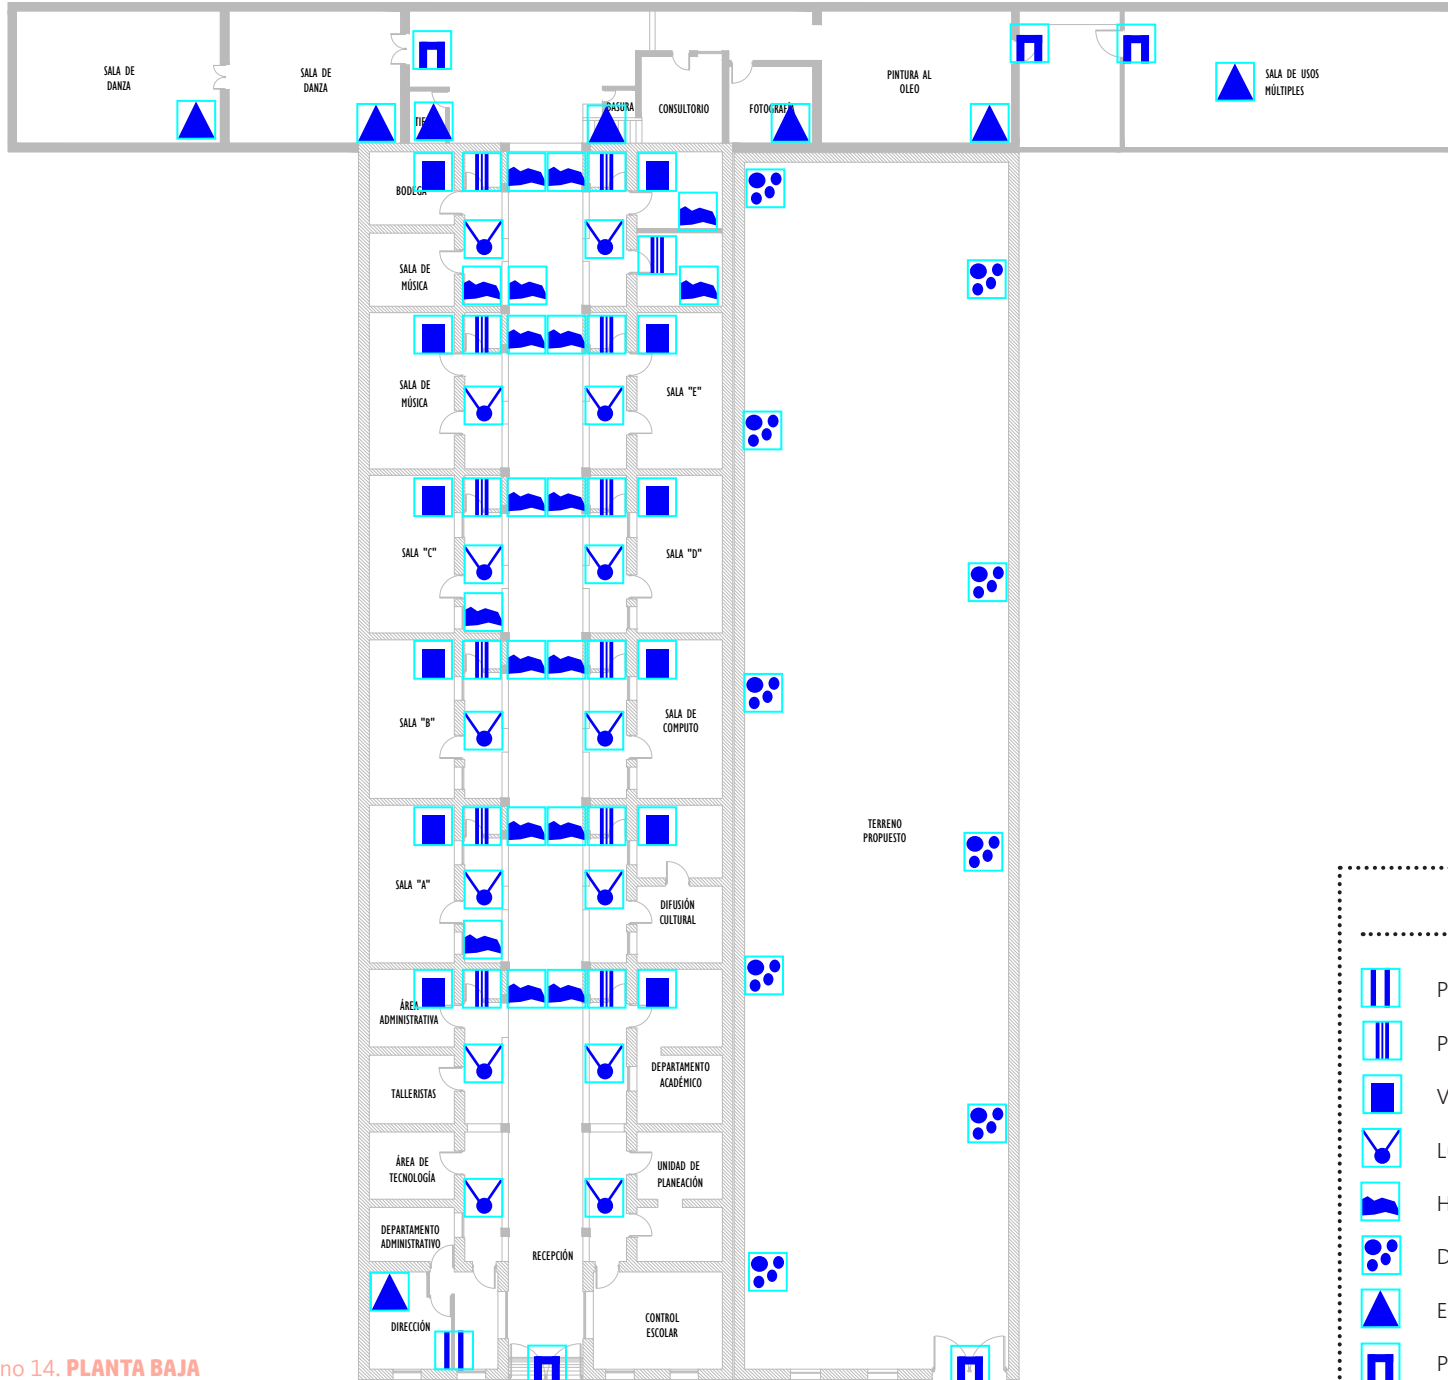 SALA DE
DANZA
SALA DE
DANZA
BASURA
CONSULTORIO
PINTURA AL
OLEO
SALA DE USOS
MÚLTIPLES
BODEGA
SALA DE
MÚSICA
SALA DE
MÚSICA
SALA "E"
SALA "C"
SALA "D"
SALA "B"
SALA DE
COMPUTO
SALA "A"
TERRENO
PROPUESTO
DIFUSIÓN
CULTURAL
ÁREA
ADMINISTRATIVA
DEPARTAMENTO
ACADÉMICO
TALLERISTAS
ÁREA DE
TECNOLOGÍA
UNIDAD DE
PLANEACIÓN
DEPARTAMENTO
ADMINISTRATIVO
RECEPCIÓN
DIRECCIÓN
CONTROL
ESCOLAR
P
P
V
L
H
D
E
P
no 14. PLANTA BAJA